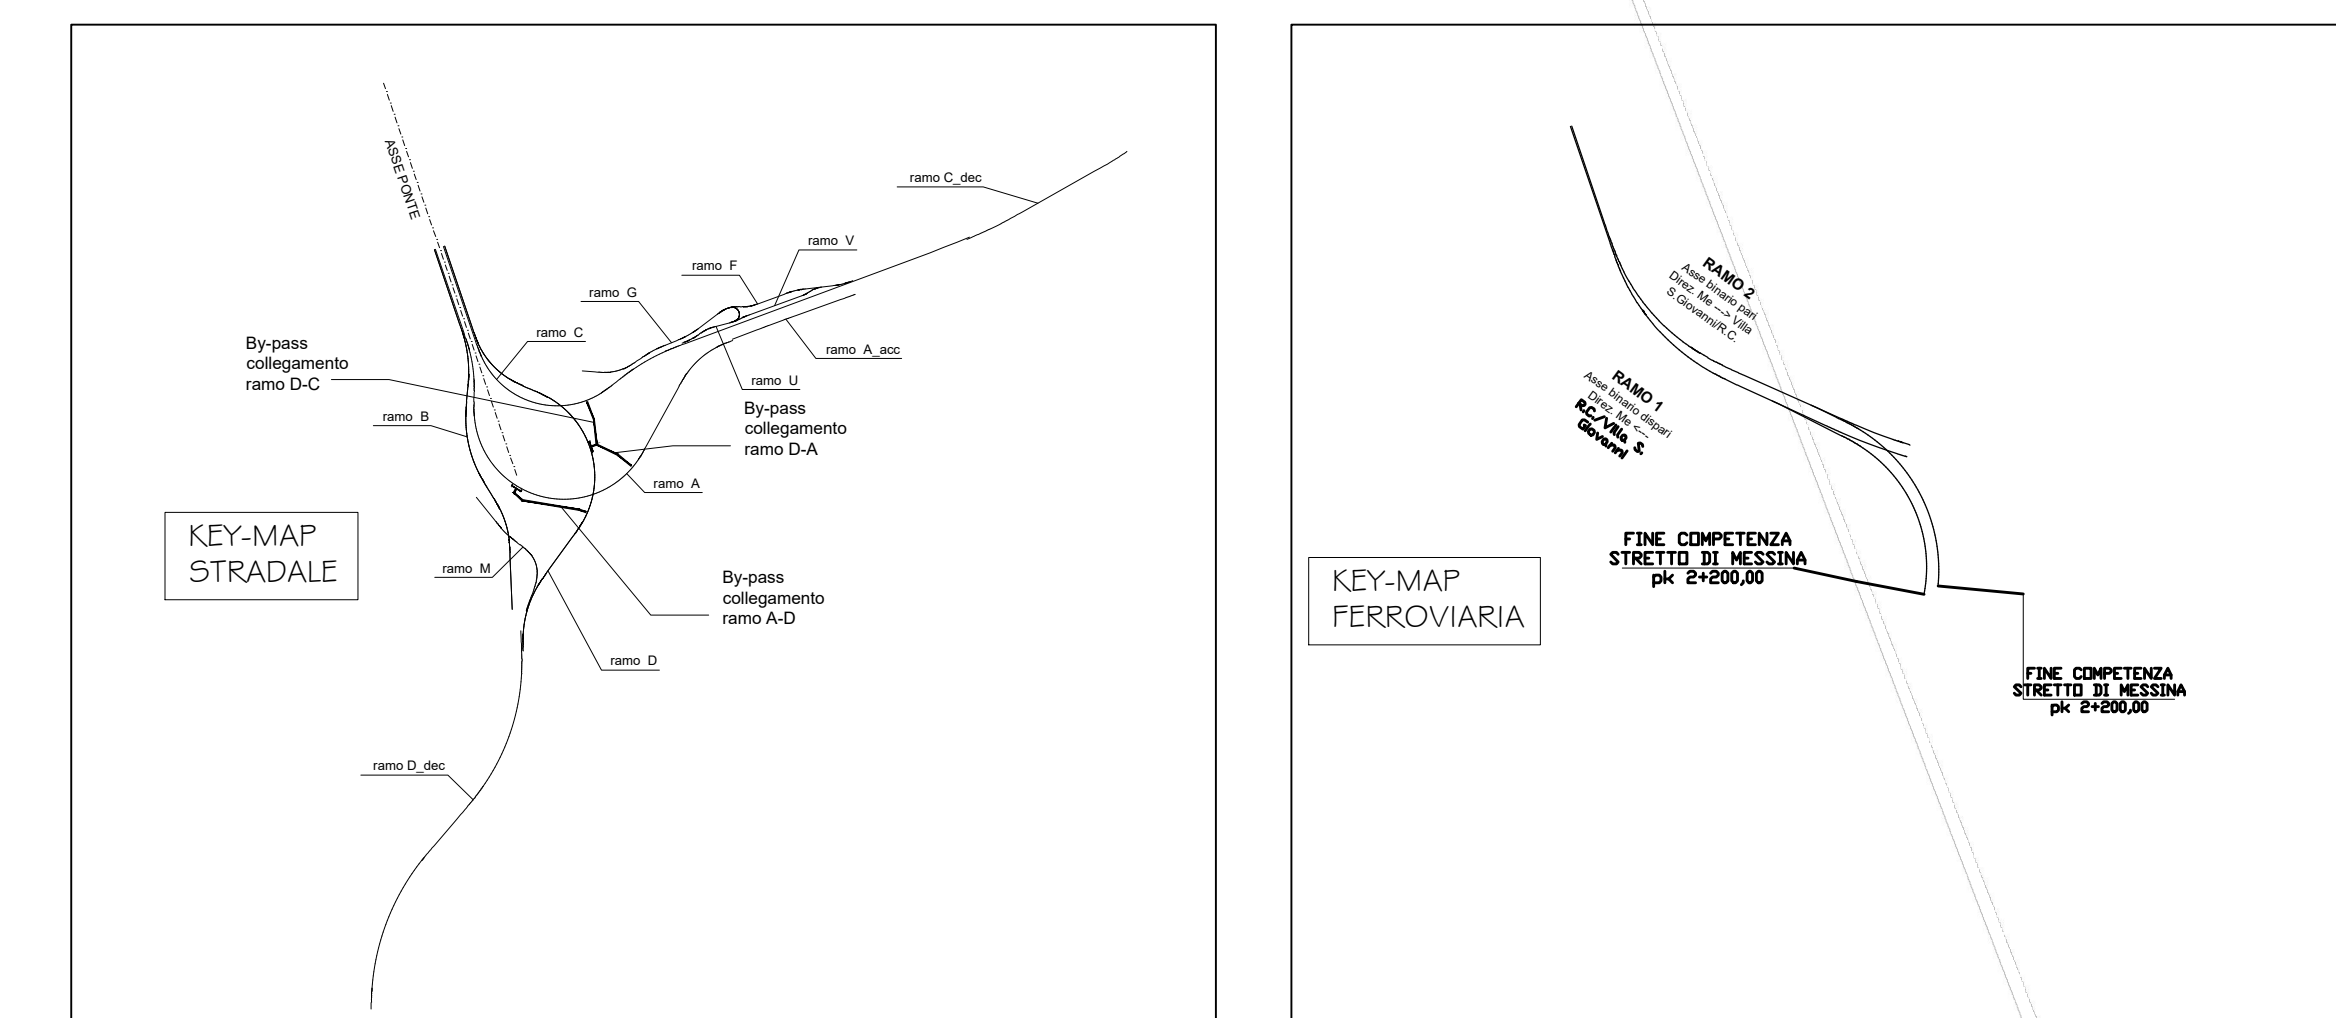 ASSE PONTE
ramo C_dec
ramo V
ramo F
ramo G
ramo C
By-pass
collegamento
ramo D-C
ramo A_acc
ramo U
ramo B
By-pass
collegamento
ramo D-A
ramo A
KEY-MAP
STRADALE
ramo M
By-pass
collegamento
ramo A-D
ramo D
ramo D_dec
RAMO 2
Asse binario pari
Direz. Me ---> Villa
S.Giovanni/R.C.
RAMO 1
Asse binario dispari
Direz. Me <---
R.C./Villa S.
Giovanni
FINE COMPETENZA
STRETTO DI MESSINA
pk 2+200,00
KEY-MAP
FERROVIARIA
FINE COMPETENZA
STRETTO DI MESSINA
pk 2+200,00